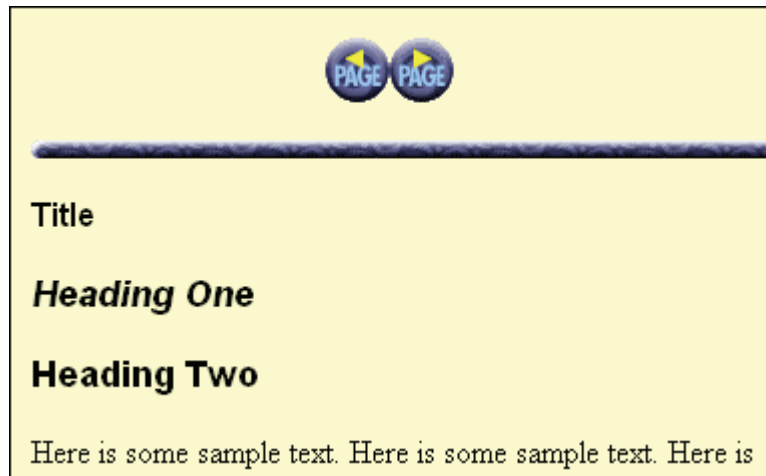 PAGE PAGE
Title
Heading One
Heading Two
Here is some sample text. Here is some sample text. Here is